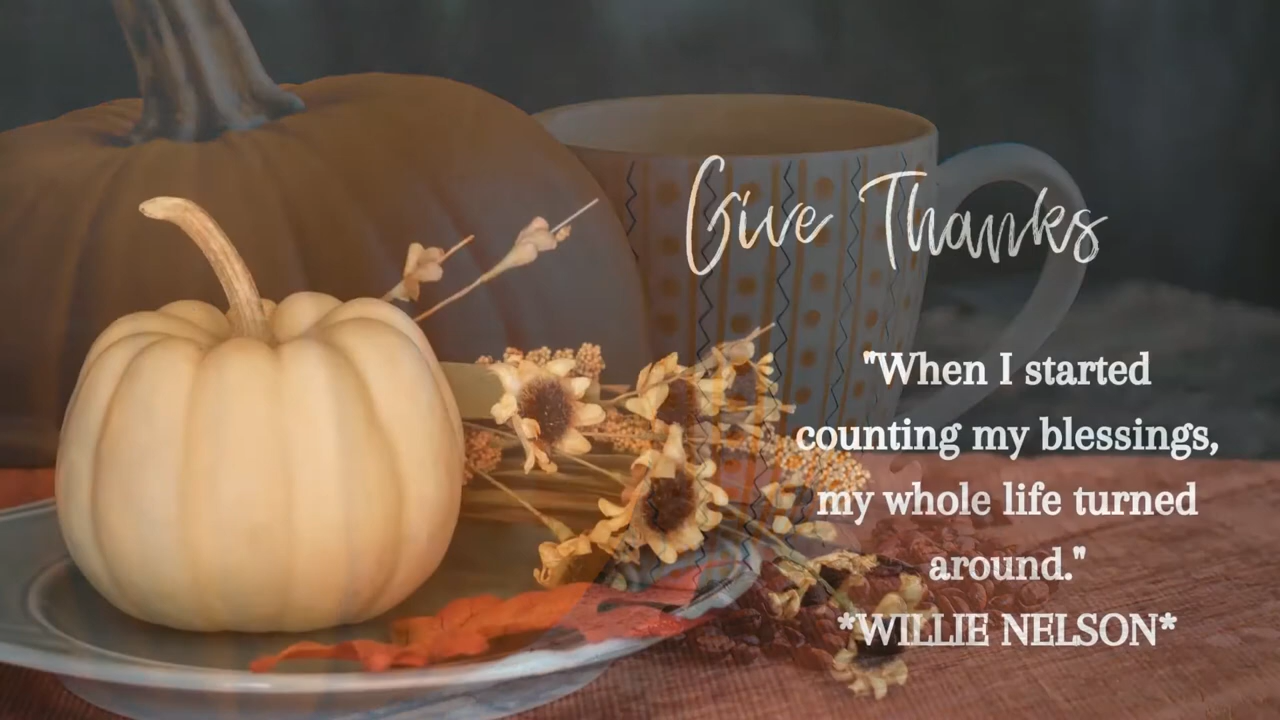 Give Thanks
"When I started
counting my blessings,
my whole life turned
around."
*WILLIE NELSON*